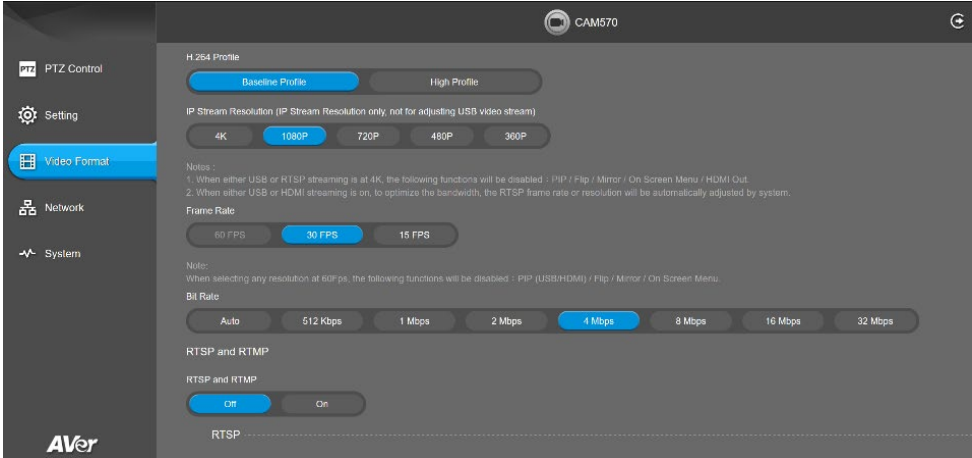 CAM570
PTZ PTZ Control
Setting
Video Format
Network
System
AVer
H.264 Profile
Baseline Profile High Profile
IP Stream Resolution (IP Stream Resolution only, not for adjusting USB video stream)
4K 1080P 720P 480P 360P
Notes :
1. When either USB or RTSP streaming is at 4K, the following functions will be disabled : PIP / Flip / Mirror / On Screen Menu / HDMI Out.
2. When either USB or HDMI streaming is on, to optimize the bandwidth, the RTSP frame rate or resolution will be automatically adjusted by system.
Frame Rate
60 FPS 30 FPS 15 FPS
Note:
When selecting any resolution at 60Fps, the following functions will be disabled : PIP (USB/HDMI) / Flip / Mirror / On Screen Menu.
Bit Rate
Auto 512 Kbps 1 Mbps 2 Mbps 4 Mbps 8 Mbps 16 Mbps 32 Mbps
RTSP and RTMP
RTSP and RTMP
Off On
RTSP